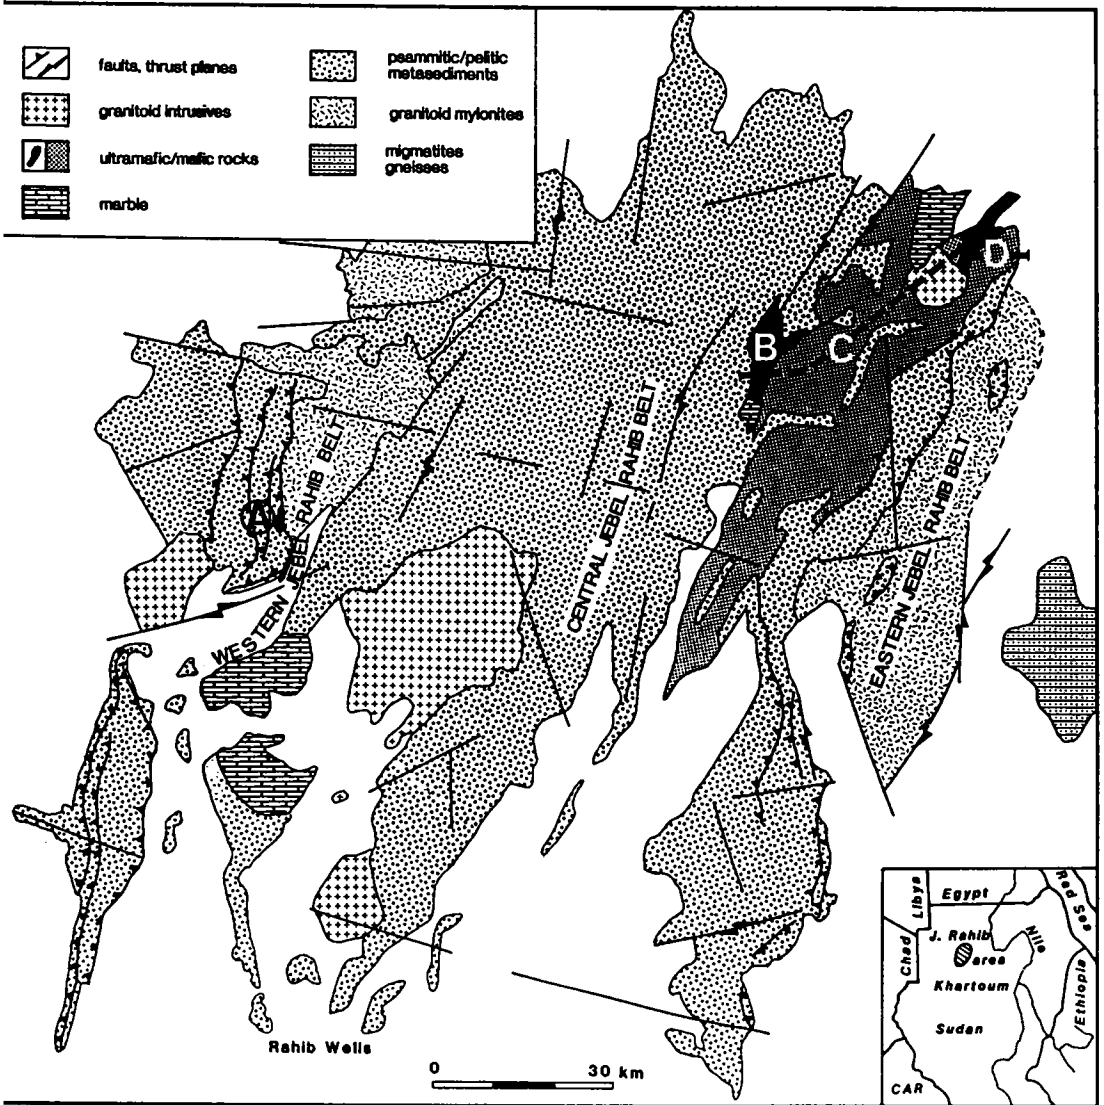 faults, thrust planes
granitoid intrusives
ultramafic/mafic rocks
marble
psammitic/pelitic
metasediments
granitoid mylonites
migmatites
gneisses
A
B
C
D
WESTERN JEBEL RAHIB BELT
CENTRAL JEBEL RAHIB BELT
EASTERN JEBEL RAHIB BELT
Rahib Wells
0 30 km
Libya
Egypt
Red Sea
Chad
J. Rahib
area
Nile
Khartoum
Sudan
Ethiopia
CAR